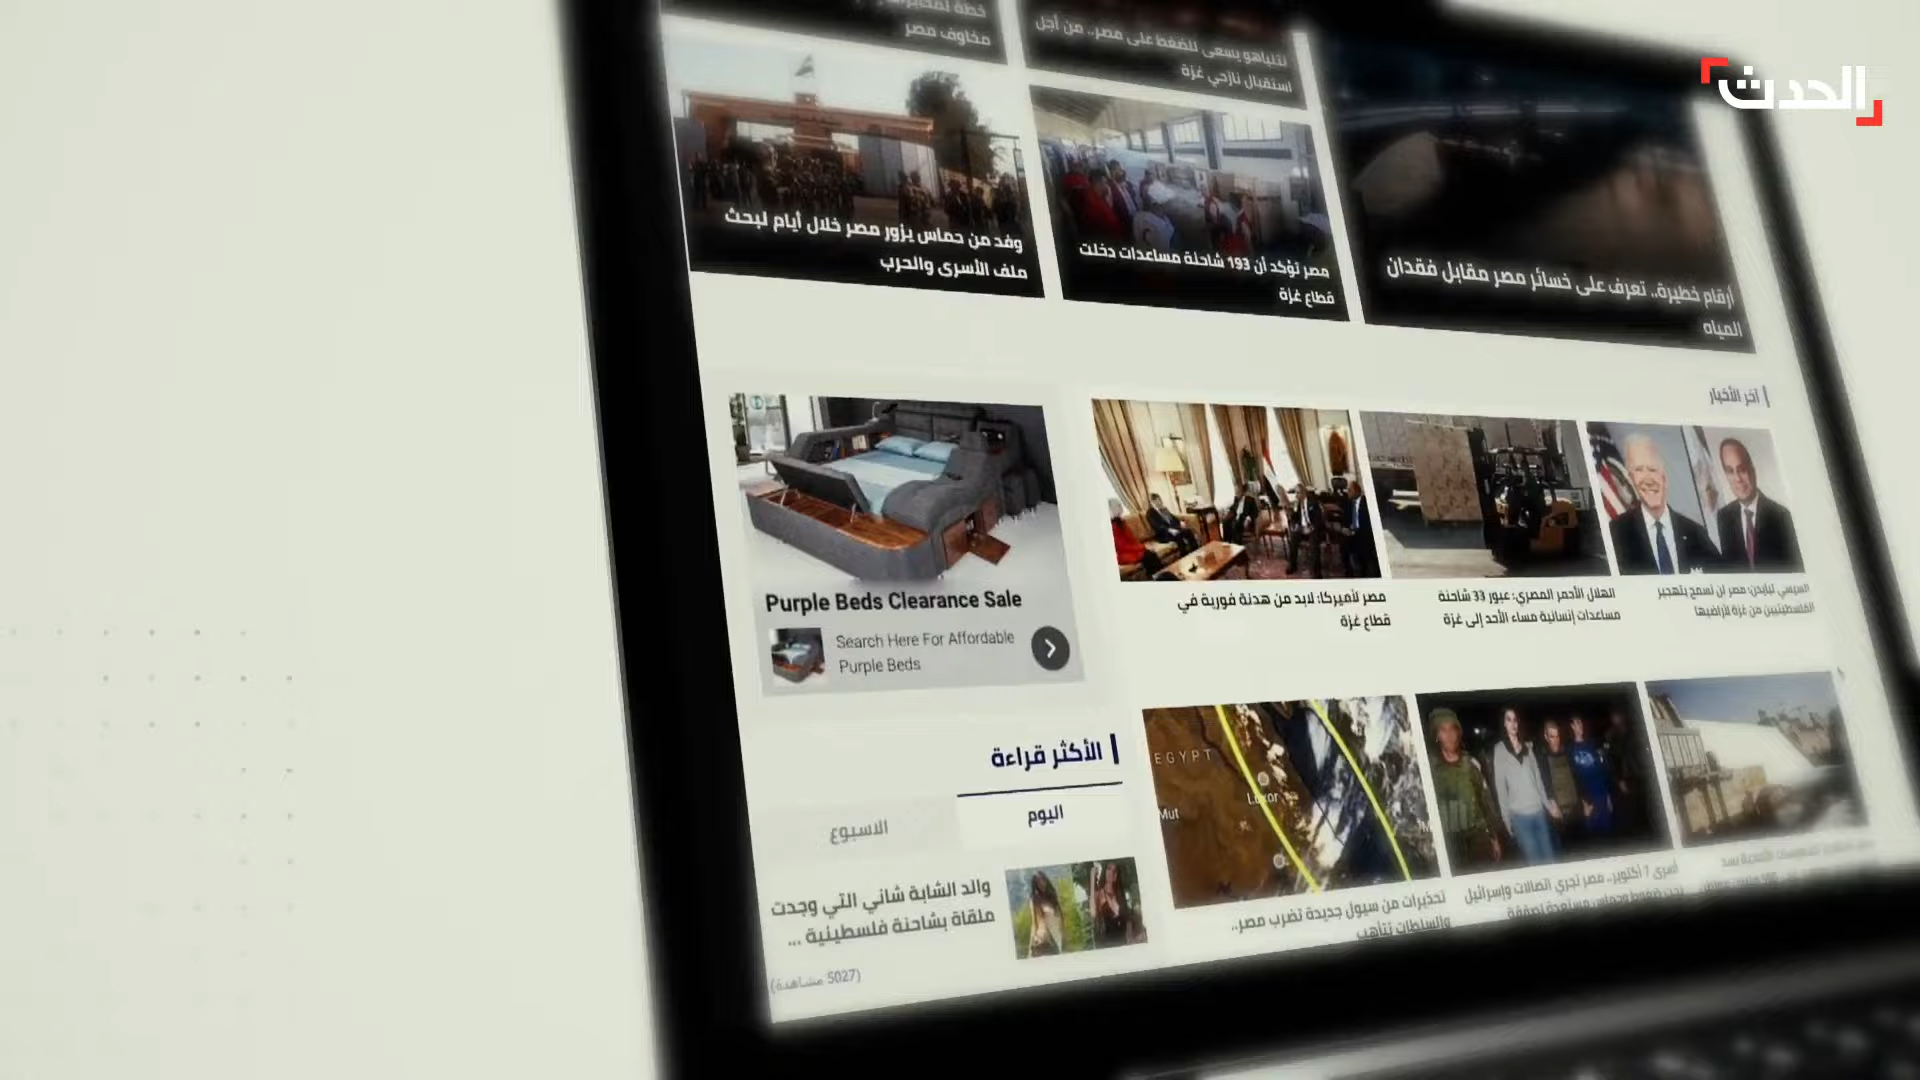 الحدث
مخاوف مصر
نتنياهو يسعى للضغط على مصر.. من أجل
استقبال نازحي غزة
أرقام خطيرة.. تعرف على خسائر مصر مقابل فقدان
المياه
مصر تؤكد أن 193 شاحنة مساعدات دخلت
قطاع غزة
وفد من حماس يزور مصر خلال أيام لبحث
ملف الأسرى والحرب
آخر الأخبار
السيسي لبايدن: مصر لن تسمح بتهجير
الفلسطينيين من غزة لأراضيها
الهلال الأحمر المصري: عبور 33 شاحنة
مساعدات إنسانية مساء الأحد إلى غزة
مصر لأميركا: لابد من هدنة فورية في
قطاع غزة
Purple Beds Clearance Sale
Search Here For Affordable
Purple Beds
الأكثر قراءة
اليوم
الاسبوع
والد الشابة شاني التي وجدت
ملقاة بشاحنة فلسطينية ...
(5027 مشاهدة)
EGYPT
Luxor
Mut
أسرى 7 أكتوبر.. مصر تجري اتصالات وإسرائيل
تحذيرات من سيول جديدة تضرب مصر..
والسلطات تتأهب